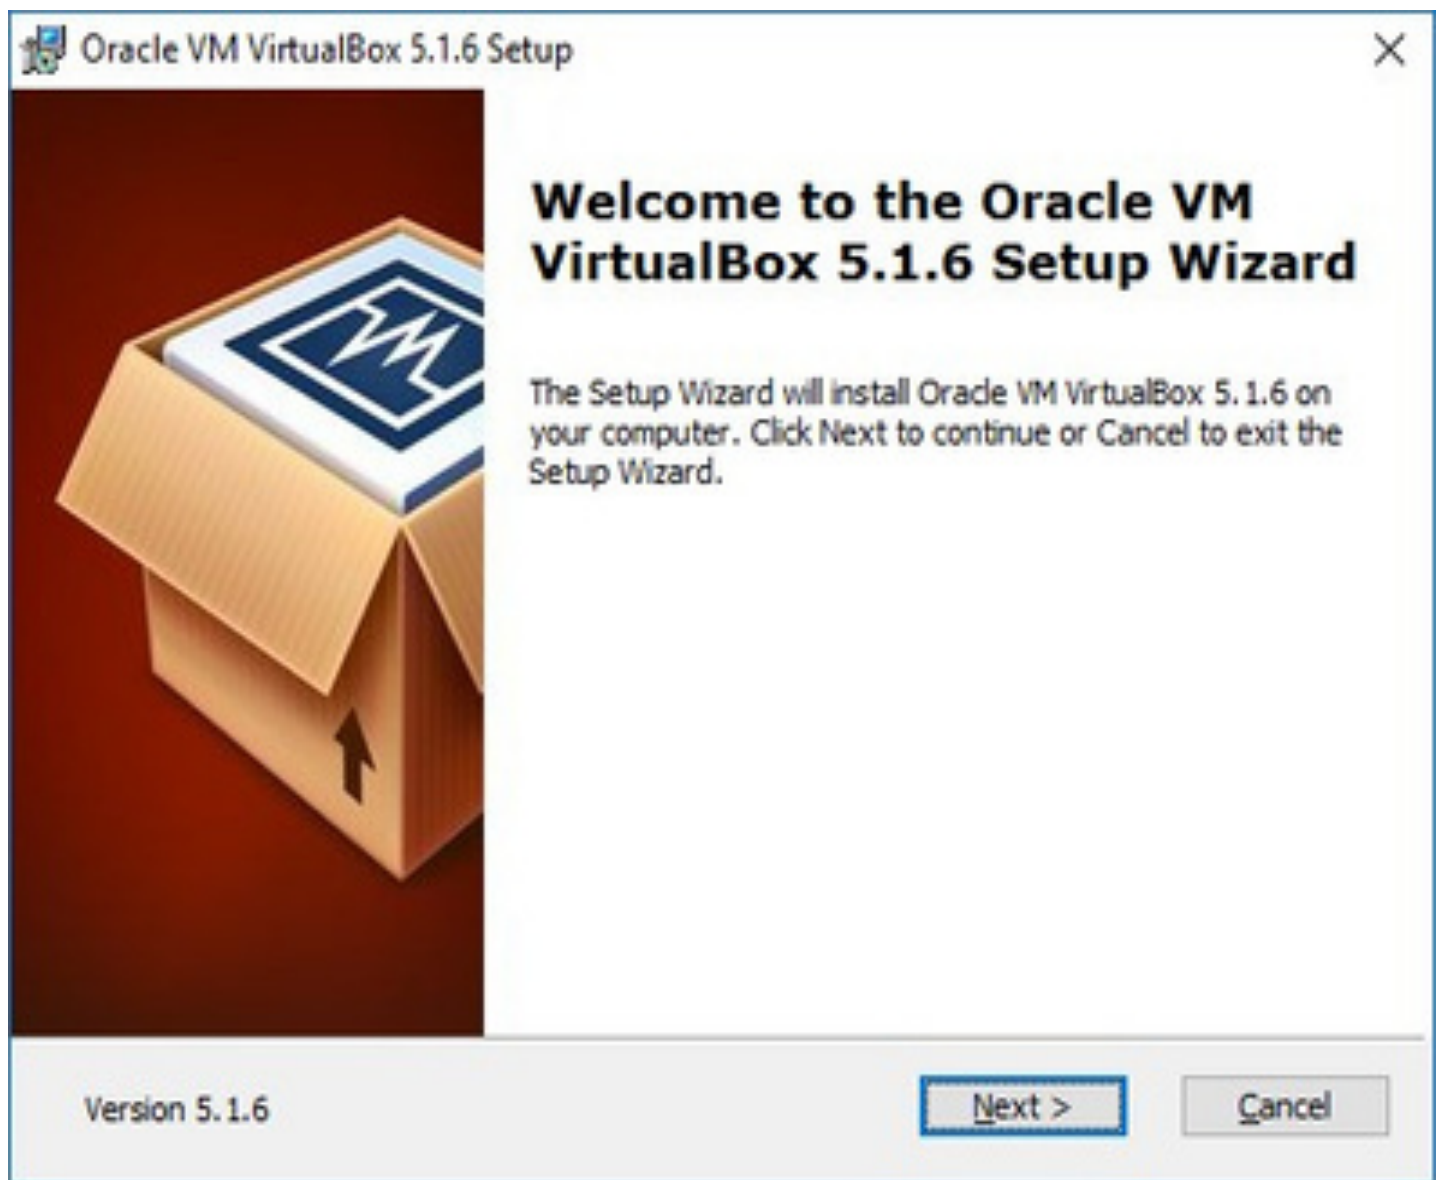 Oracle VM VirtualBox 5.1.6 Setup
Welcome to the Oracle VM
VirtualBox 5.1.6 Setup Wizard
The Setup Wizard will install Oracle VM VirtualBox 5.1.6 on
your computer. Click Next to continue or Cancel to exit the
Setup Wizard.
Version 5.1.6
Next >
Cancel